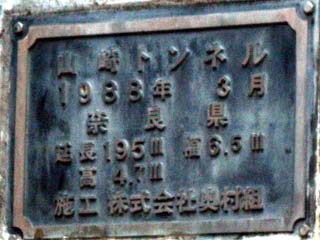 山崎トンネル
1988年 3月
奈良県
延長195m 幅6.5m
高4.7m
施工 株式会社奥村組